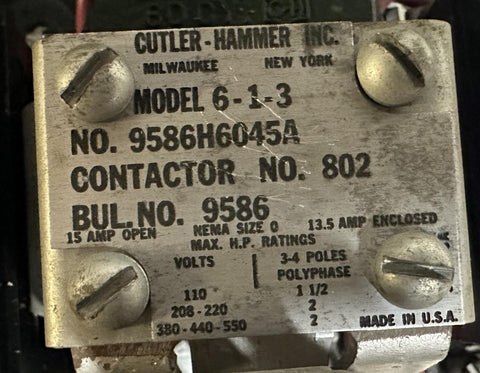 CUTLER-HAMMER INC.
MILWAUKEE NEW YORK
MODEL 6-1-3
NO. 9586H6045A
CONTACTOR NO. 802
BUL. NO. 9586
15 AMP OPEN NEMA SIZE 0 13.5 AMP ENCLOSED
MAX. H.P. RATINGS
VOLTS 3-4 POLES
POLYPHASE
110 1 1/2
208-220 2
380-440-550 2
MADE IN U.S.A.